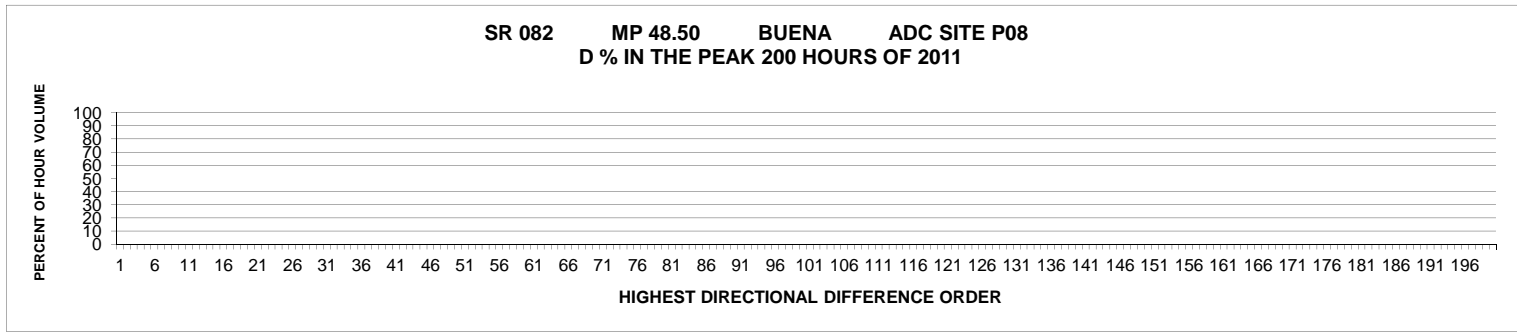 SR 082 MP 48.50 BUENA ADC SITE P08
D % IN THE PEAK 200 HOURS OF 2011
PERCENT OF HOUR VOLUME
100
90
80
70
60
50
40
30
20
10
0
1 6 11 16 21 26 31 36 41 46 51 56 61 66 71 76 81 86 91 96 101 106 111 116 121 126 131 136 141 146 151 156 161 166 171 176 181 186 191 196
HIGHEST DIRECTIONAL DIFFERENCE ORDER